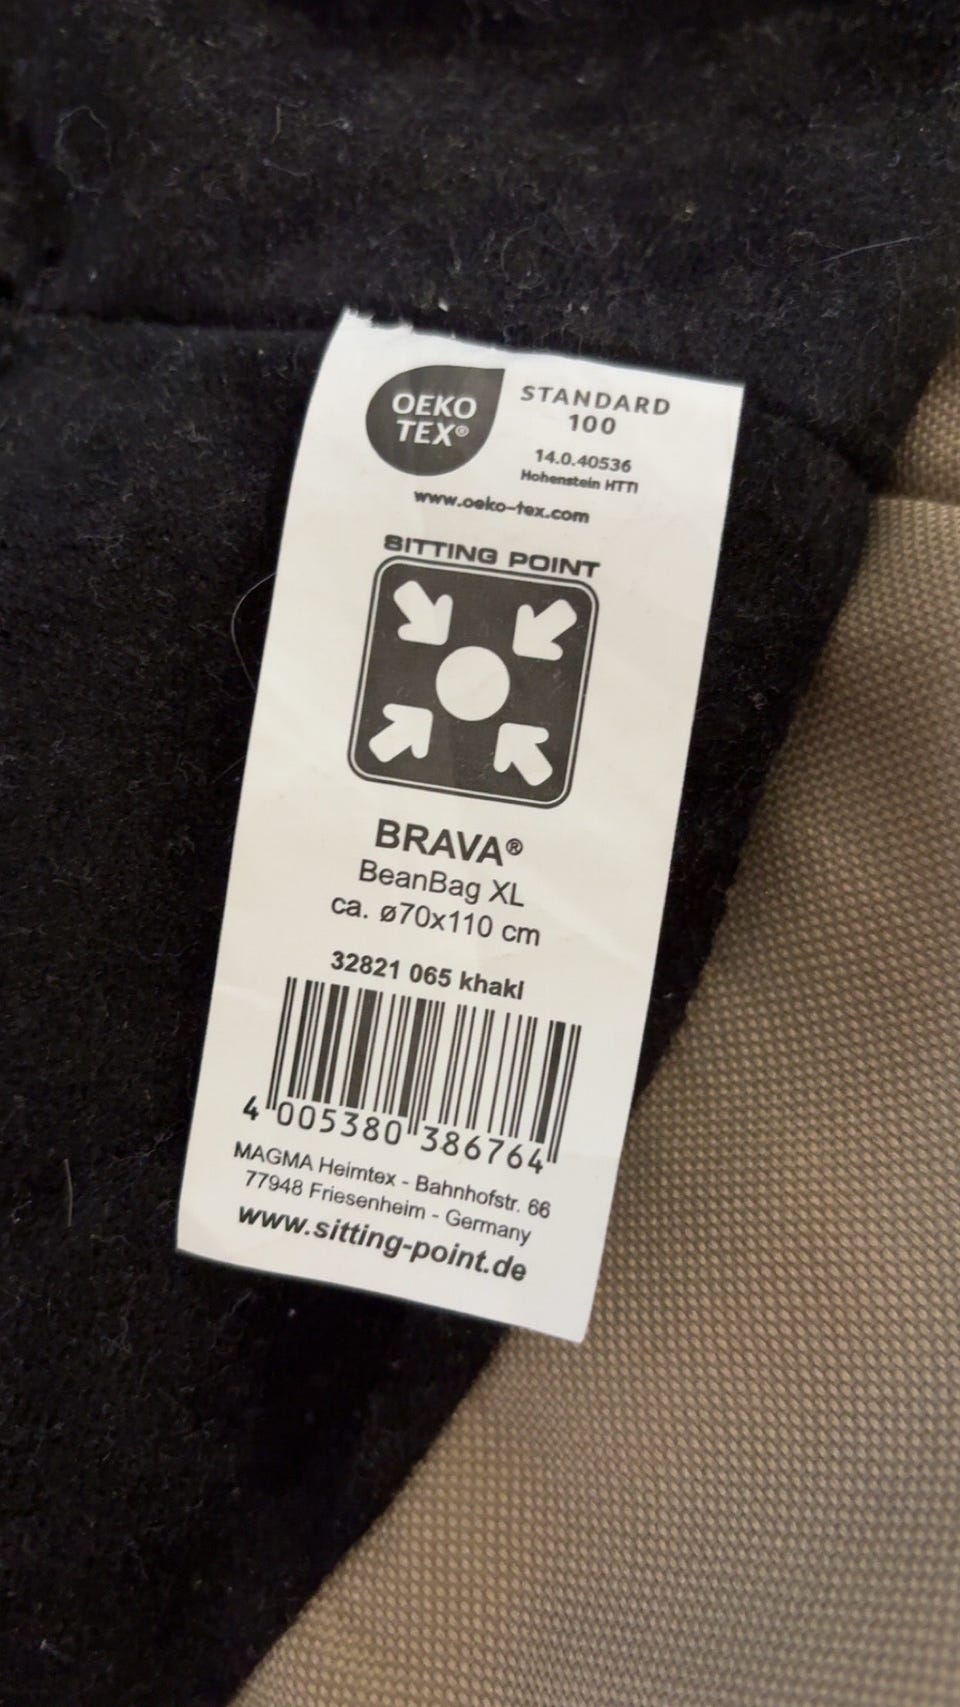 OEKO
TEX®
STANDARD
100
14.0.40536
Hohenstein HTTI
www.oeko-tex.com
SITTING POINT
BRAVA®
BeanBag XL
ca. ø70x110 cm
32821 065 khaki
4 005380 386764
MAGMA Heimtex - Bahnhofstr. 66
77948 Friesenheim - Germany
www.sitting-point.de